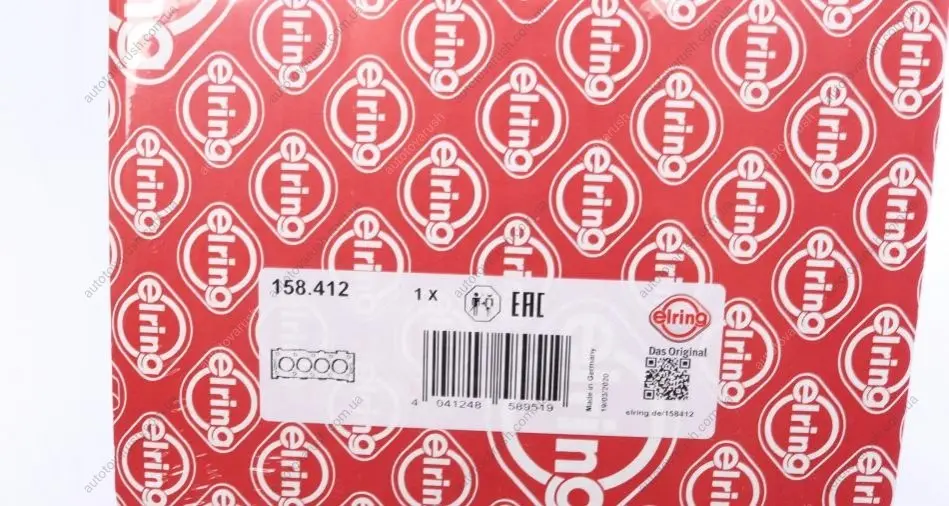 158.412
1 X
EAC
elring
Das Original
Made in Germany
19/03/2020
4 041248 589519
elring.de/158412
elring
autotovarush.com.ua